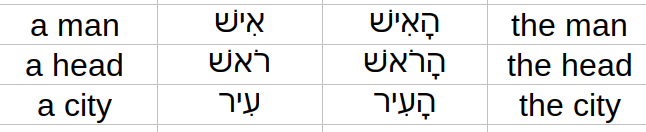 a man אִישׁ הָאִישׁ the man
a head רֹאשׁ הָרֹאשׁ the head
a city עִיר הָעִיר the city